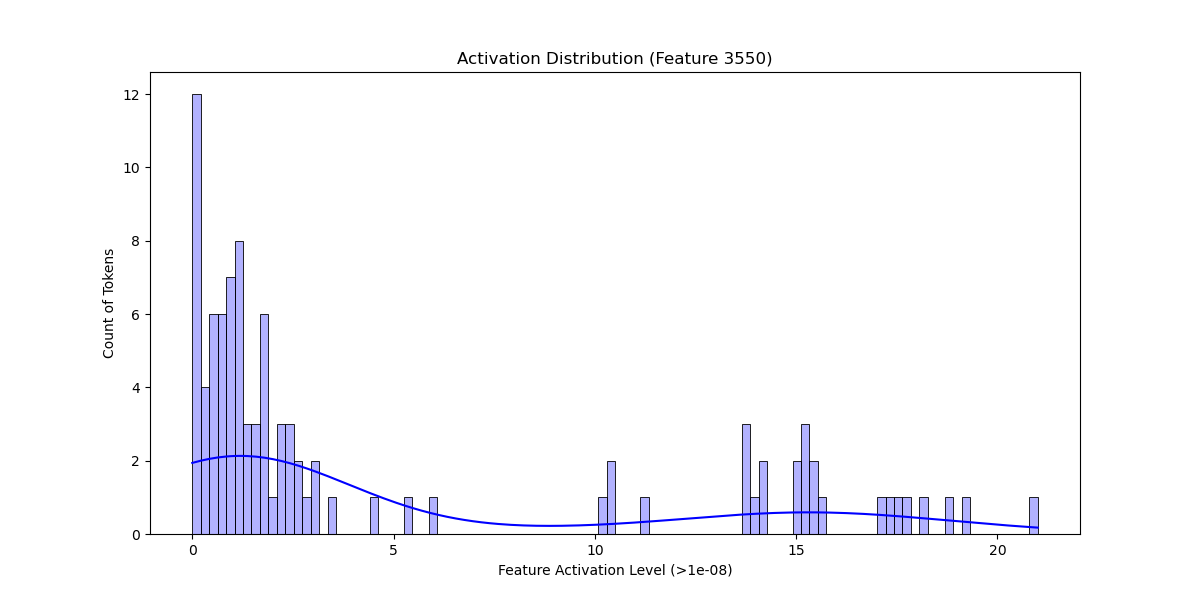 Activation Distribution (Feature 3550)
12
10
8
6
4
2
0
Count of Tokens
0 5 10 15 20
Feature Activation Level (>1e-08)